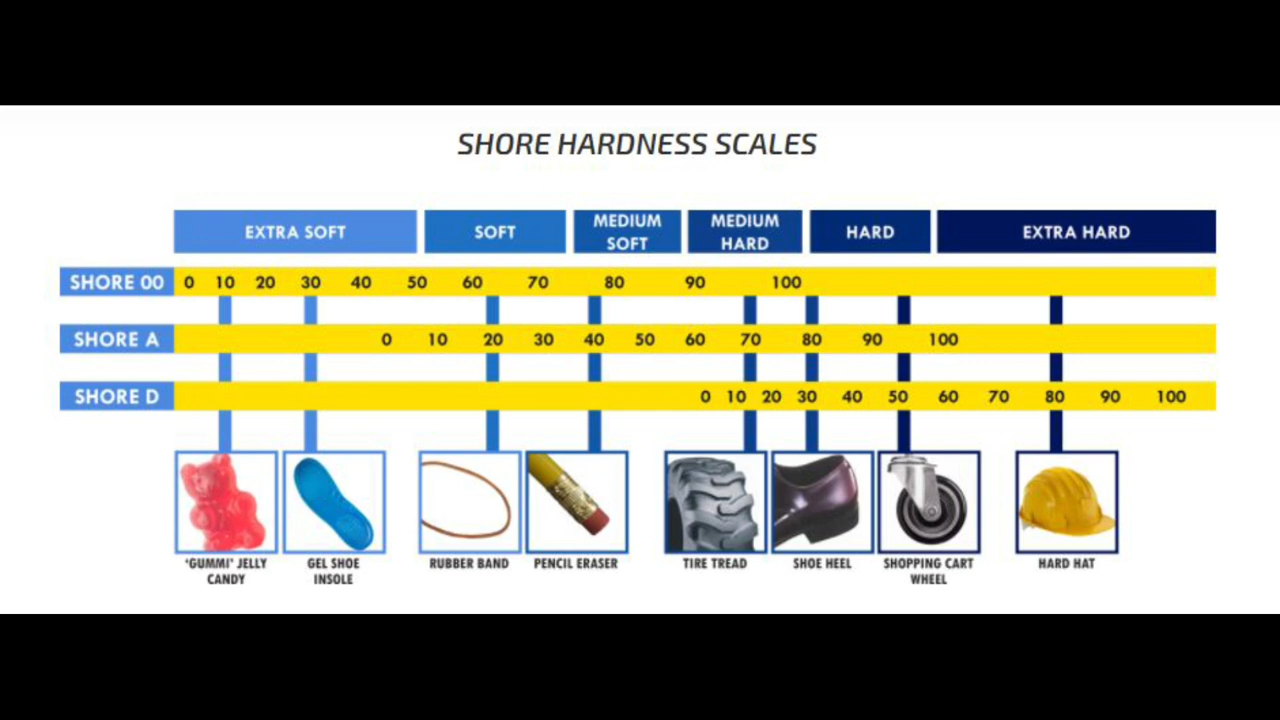 SHORE HARDNESS SCALES
EXTRA SOFT SOFT MEDIUM SOFT MEDIUM HARD HARD EXTRA HARD
SHORE 00 0 10 20 30 40 50 60 70 80 90 100
SHORE A 0 10 20 30 40 50 60 70 80 90 100
SHORE D 0 10 20 30 40 50 60 70 80 90 100
‘GUMMI’ JELLY CANDY GEL SHOE INSOLE RUBBER BAND PENCIL ERASER TIRE TREAD SHOE HEEL SHOPPING CART WHEEL HARD HAT